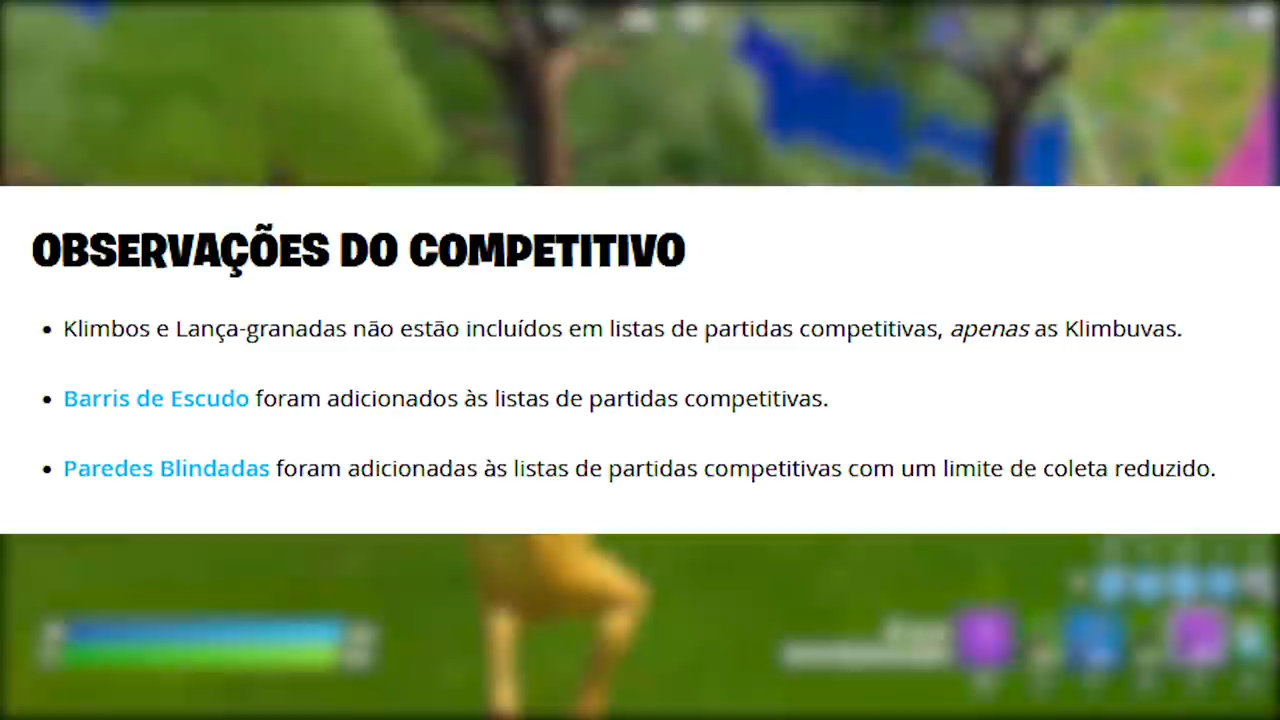 OBSERVAÇÕES DO COMPETITIVO
• Klimbos e Lança-granadas não estão incluídos em listas de partidas competitivas, apenas as Klimbuvas.
• Barris de Escudo foram adicionados às listas de partidas competitivas.
• Paredes Blindadas foram adicionadas às listas de partidas competitivas com um limite de coleta reduzido.